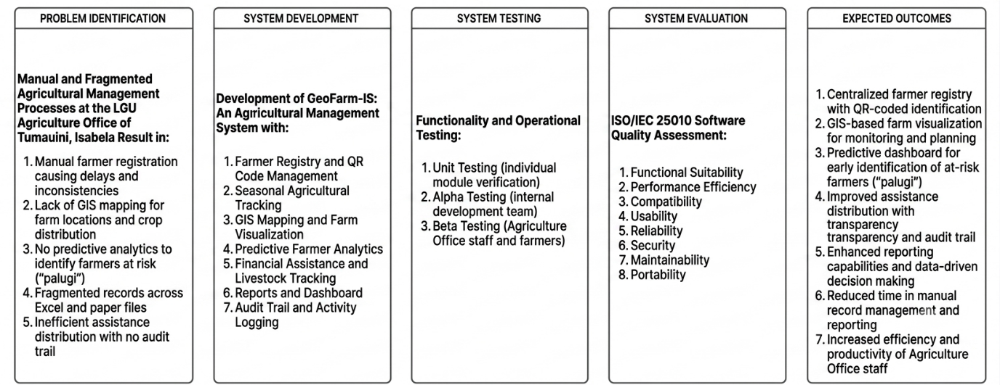 PROBLEM IDENTIFICATION
Manual and Fragmented
Agricultural Management
Processes at the LGU
Agriculture Office of
Tumauini, Isabela Result in:
1. Manual farmer registration
causing delays and
inconsistencies
2. Lack of GIS mapping for
farm locations and crop
distribution
3. No predictive analytics to
identify farmers at risk
("palugi")
4. Fragmented records across
Excel and paper files
5. Inefficient assistance
distribution with no audit
trail
SYSTEM DEVELOPMENT
Development of GeoFarm-IS:
An Agricultural Management
System with:
1. Farmer Registry and QR
Code Management
2. Seasonal Agricultural
Tracking
3. GIS Mapping and Farm
Visualization
4. Predictive Farmer Analytics
5. Financial Assistance and
Livestock Tracking
6. Reports and Dashboard
7. Audit Trail and Activity
Logging
SYSTEM TESTING
Functionality and Operational
Testing:
1. Unit Testing (individual
module verification)
2. Alpha Testing (internal
development team)
3. Beta Testing (Agriculture
Office staff and farmers)
SYSTEM EVALUATION
ISO/IEC 25010 Software
Quality Assessment:
1. Functional Suitability
2. Performance Efficiency
3. Compatibility
4. Usability
5. Reliability
6. Security
7. Maintainability
8. Portability
EXPECTED OUTCOMES
1. Centralized farmer registry
with QR-coded identification
2. GIS-based farm visualization
for monitoring and planning
3. Predictive dashboard for
early identification of at-risk
farmers ("palugi")
4. Improved assistance
distribution with
transparency
transparency and audit trail
5. Enhanced reporting
capabilities and data-driven
decision making
6. Reduced time in manual
record management and
reporting
7. Increased efficiency and
productivity of Agriculture
Office staff